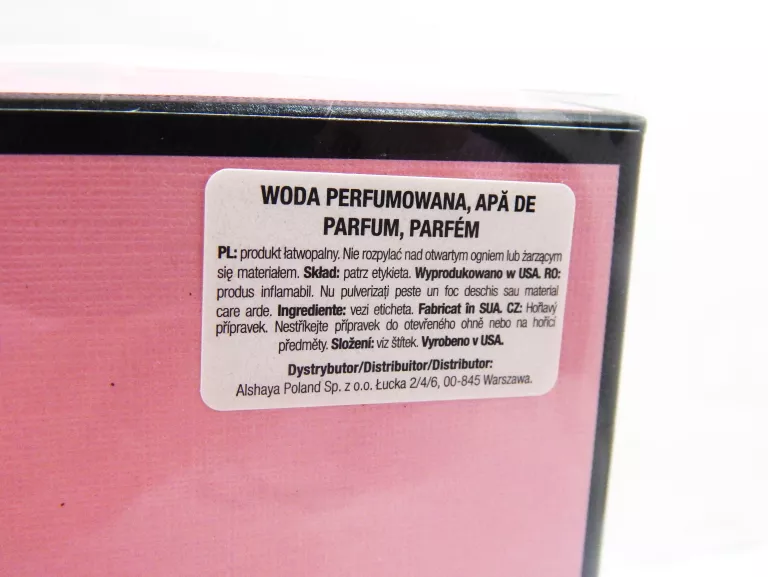 WODA PERFUMOWANA, APĂ DE
PARFUM, PARFÉM
PL: produkt łatwopalny. Nie rozpylać nad otwartym ogniem lub żarzącym
się materiałem. Skład: patrz etykieta. Wyprodukowano w USA. RO:
produs inflamabil. Nu pulverizați peste un foc deschis sau material
care arde. Ingrediente: vezi eticheta. Fabricat în SUA. CZ: Hořlavý
přípravek. Nestříkejte přípravek do otevřeného ohně nebo na hořící
předměty. Složení: viz štítek. Vyrobeno v USA.
Dystrybutor/Distribuitor/Distributor:
Alshaya Poland Sp. z o.o. Łucka 2/4/6, 00-845 Warszawa.